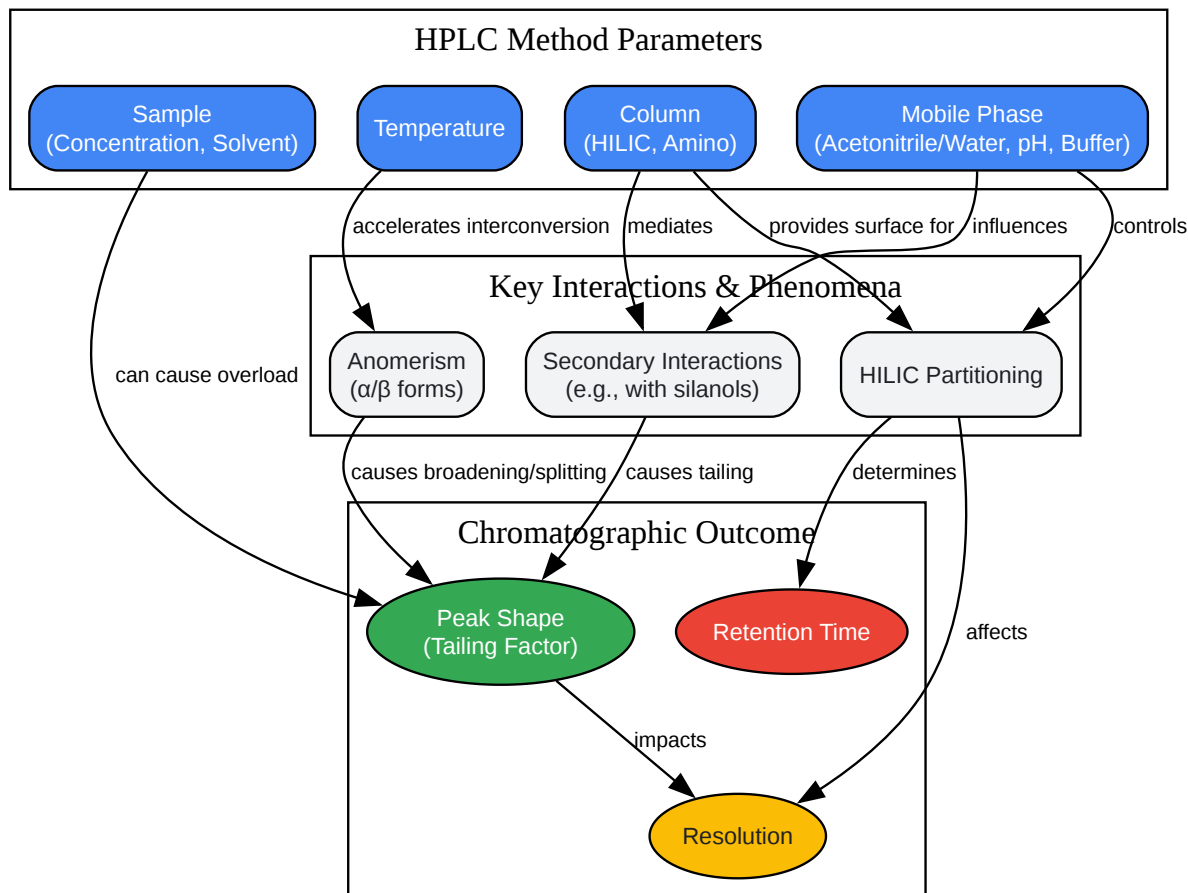 HPLC Method Parameters
Sample
(Concentration, Solvent)
Temperature
Column
(HILIC, Amino)
Mobile Phase
(Acetonitrile/Water, pH, Buffer)
accelerates interconversion
mediates
provides surface for
influences
controls
Key Interactions & Phenomena
Anomerism
(α/β forms)
Secondary Interactions
(e.g., with silanols)
HILIC Partitioning
can cause overload
causes broadening/splitting
causes tailing
determines
Chromatographic Outcome
Peak Shape
(Tailing Factor)
Retention Time
affects
impacts
Resolution